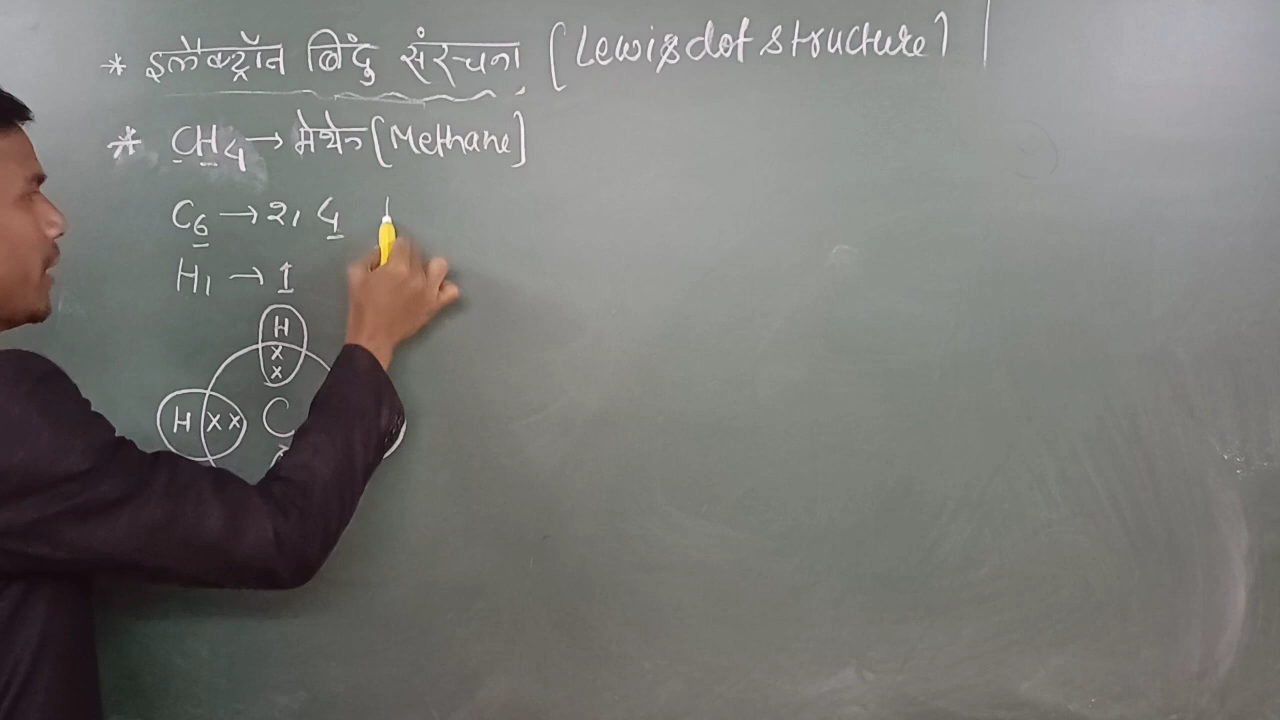 * इलेक्ट्रॉन बिंदु संरचना [Lewis dot structure]
* CH4 → मेथेन [Methane]
C6 → 2, 4
H1 → 1
H
x
x
H x x C